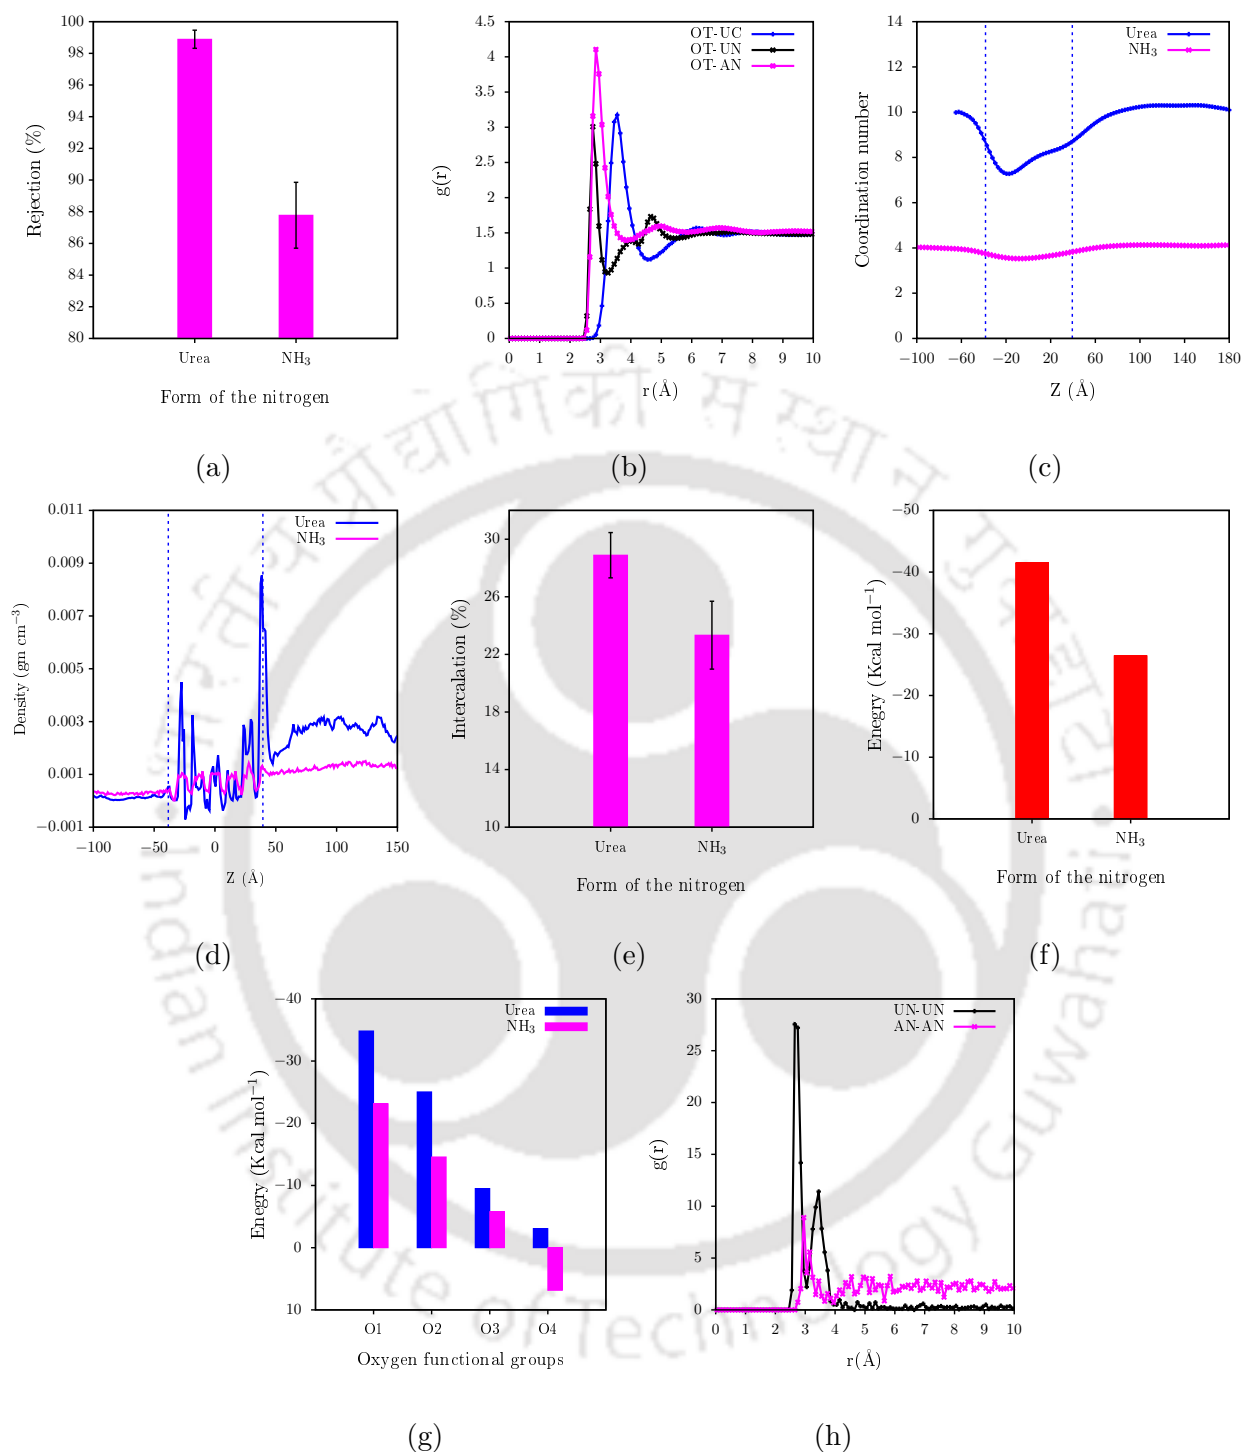 100
98
96
94
92
90
88
86
84
82
80
Rejection (%)
Urea
NH₃
Form of the nitrogen
(a)
4.5
4
3.5
3
2.5
2
1.5
1
0.5
0
g(r)
OT-UC
OT-UN
OT-AN
0 1 2 3 4 5 6 7 8 9 10
r(Å)
(b)
14
12
10
8
6
4
2
0
Coordination number
Urea
NH₃
−100 −60 −20 20 60 100 140 180
Z (Å)
(c)
0.011
0.009
0.007
0.005
0.003
0.001
−0.001
Density (gm cm⁻³)
Urea
NH₃
−100 −50 0 50 100 150
Z (Å)
(d)
30
26
22
18
14
10
Intercalation (%)
Urea
NH₃
Form of the nitrogen
(e)
−50
−40
−30
−20
−10
0
Enegry (Kcal mol⁻¹)
Urea
NH₃
Form of the nitrogen
(f)
−40
−30
−20
−10
0
10
Enegry (Kcal mol⁻¹)
Urea
NH₃
O1 O2 O3 O4
Oxygen functional groups
(g)
30
25
20
15
10
5
0
g(r)
UN-UN
AN-AN
0 1 2 3 4 5 6 7 8 9 10
r(Å)
(h)
Indian Institute of Technology Guwahati